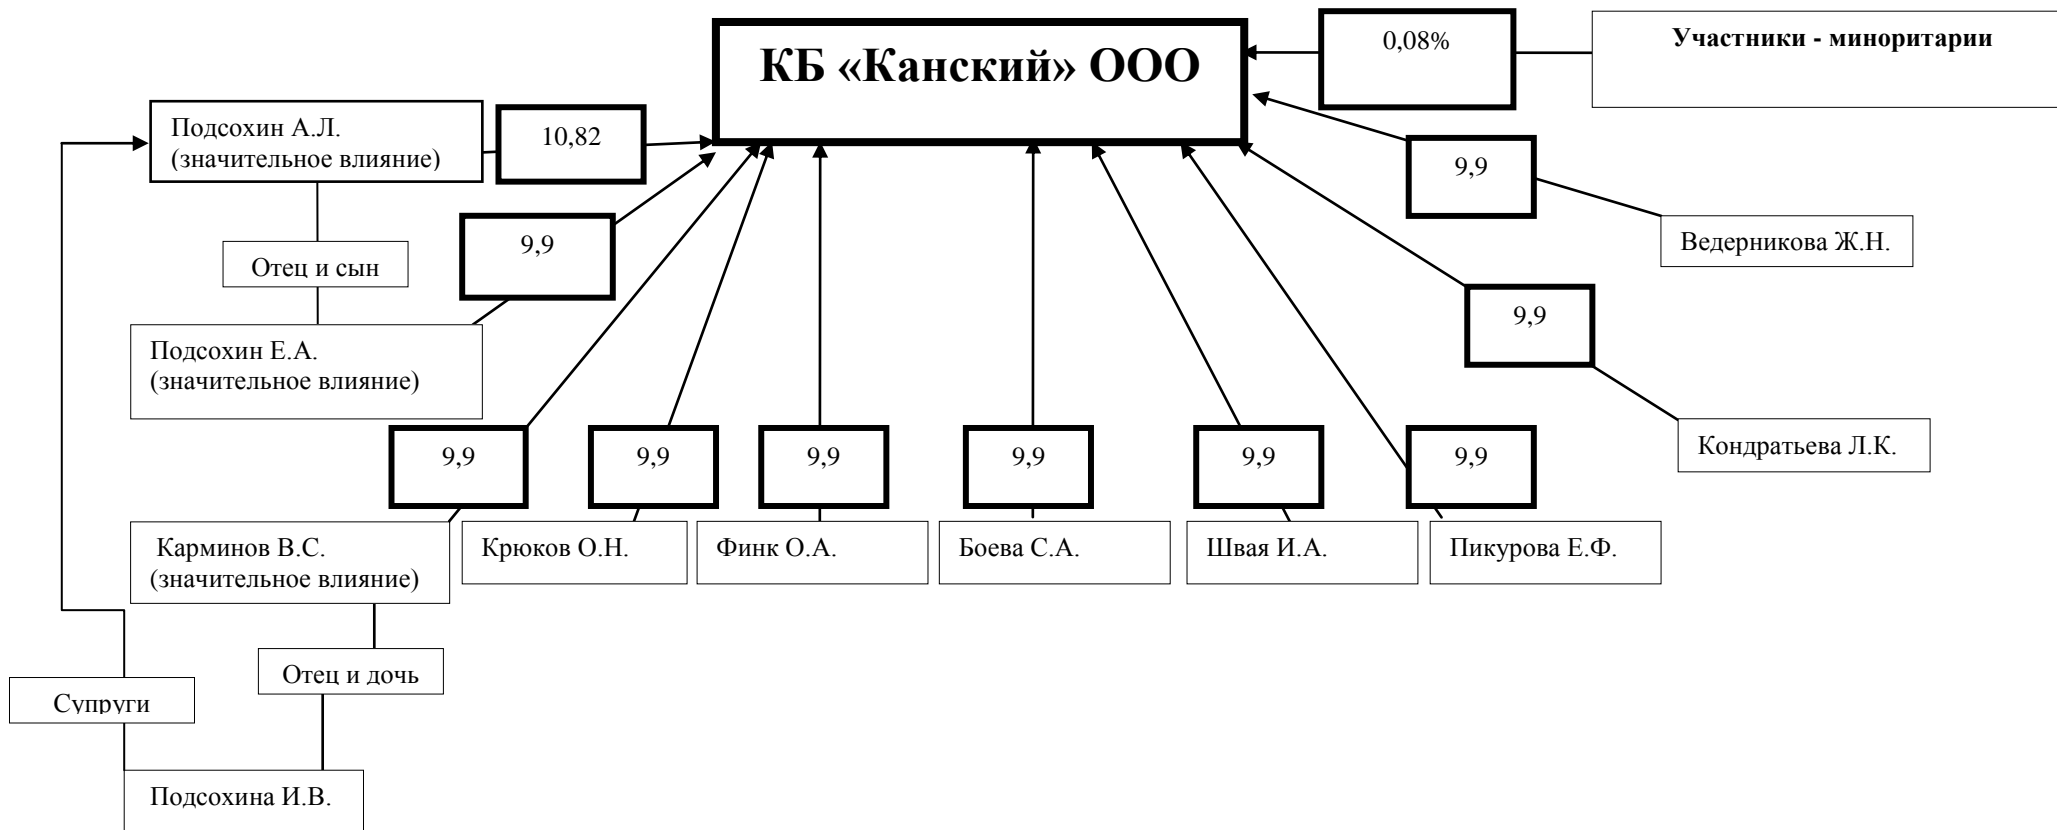 КБ «Канский» ООО
0,08%
Участники - миноритарии
Подсохин А.Л.
(значительное влияние)
10,82
9,9
Ведерникова Ж.Н.
Отец и сын
9,9
9,9
Подсохин Е.А.
(значительное влияние)
Кондратьева Л.К.
9,9
9,9
9,9
9,9
9,9
9,9
Карминов В.С.
(значительное влияние)
Крюков О.Н.
Финк О.А.
Боева С.А.
Швая И.А.
Пикурова Е.Ф.
Отец и дочь
Супруги
Подсохина И.В.